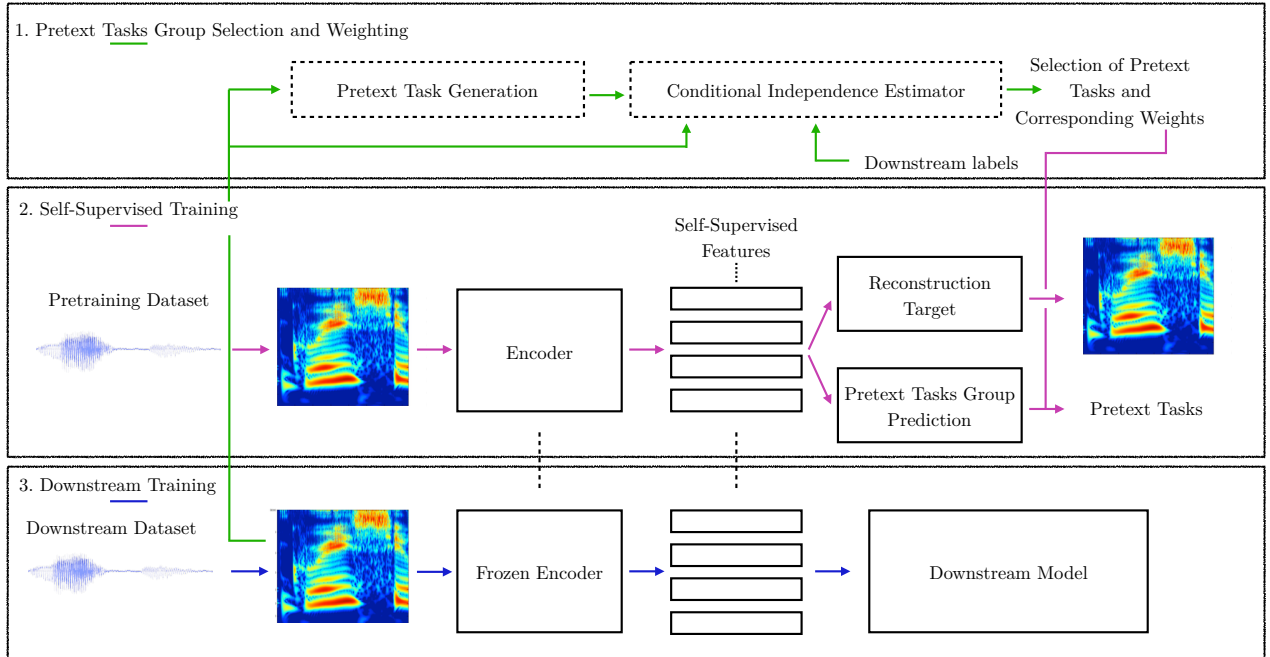 1. Pretext Tasks Group Selection and Weighting
Pretext Task Generation
Conditional Independence Estimator
Selection of Pretext
Tasks and
Corresponding Weights
Downstream labels
2. Self-Supervised Training
Self-Supervised
Features
Pretraining Dataset
Encoder
Reconstruction
Target
Pretext Tasks Group
Prediction
Pretext Tasks
3. Downstream Training
Downstream Dataset
Frozen Encoder
Downstream Model